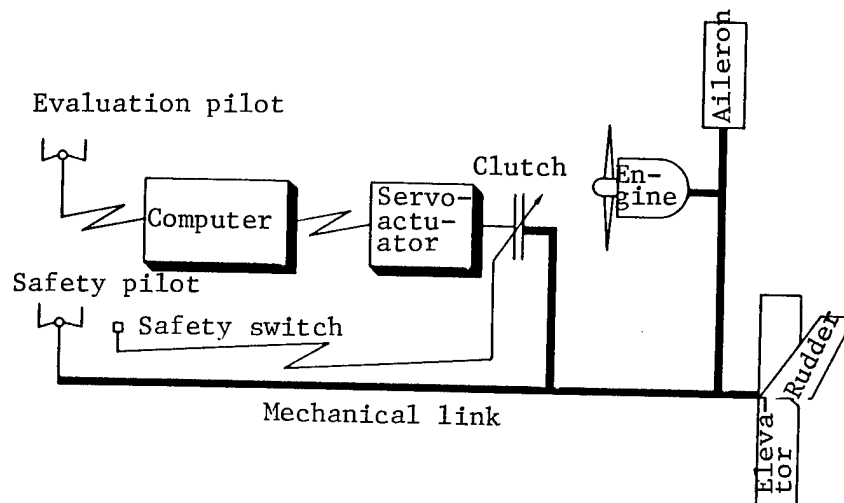 Aileron
Evaluation pilot
Clutch
En-
gine
Servo-
actu-
ator
Computer
Safety pilot
Safety switch
Rudder
Mechanical link
Eleva-
tor